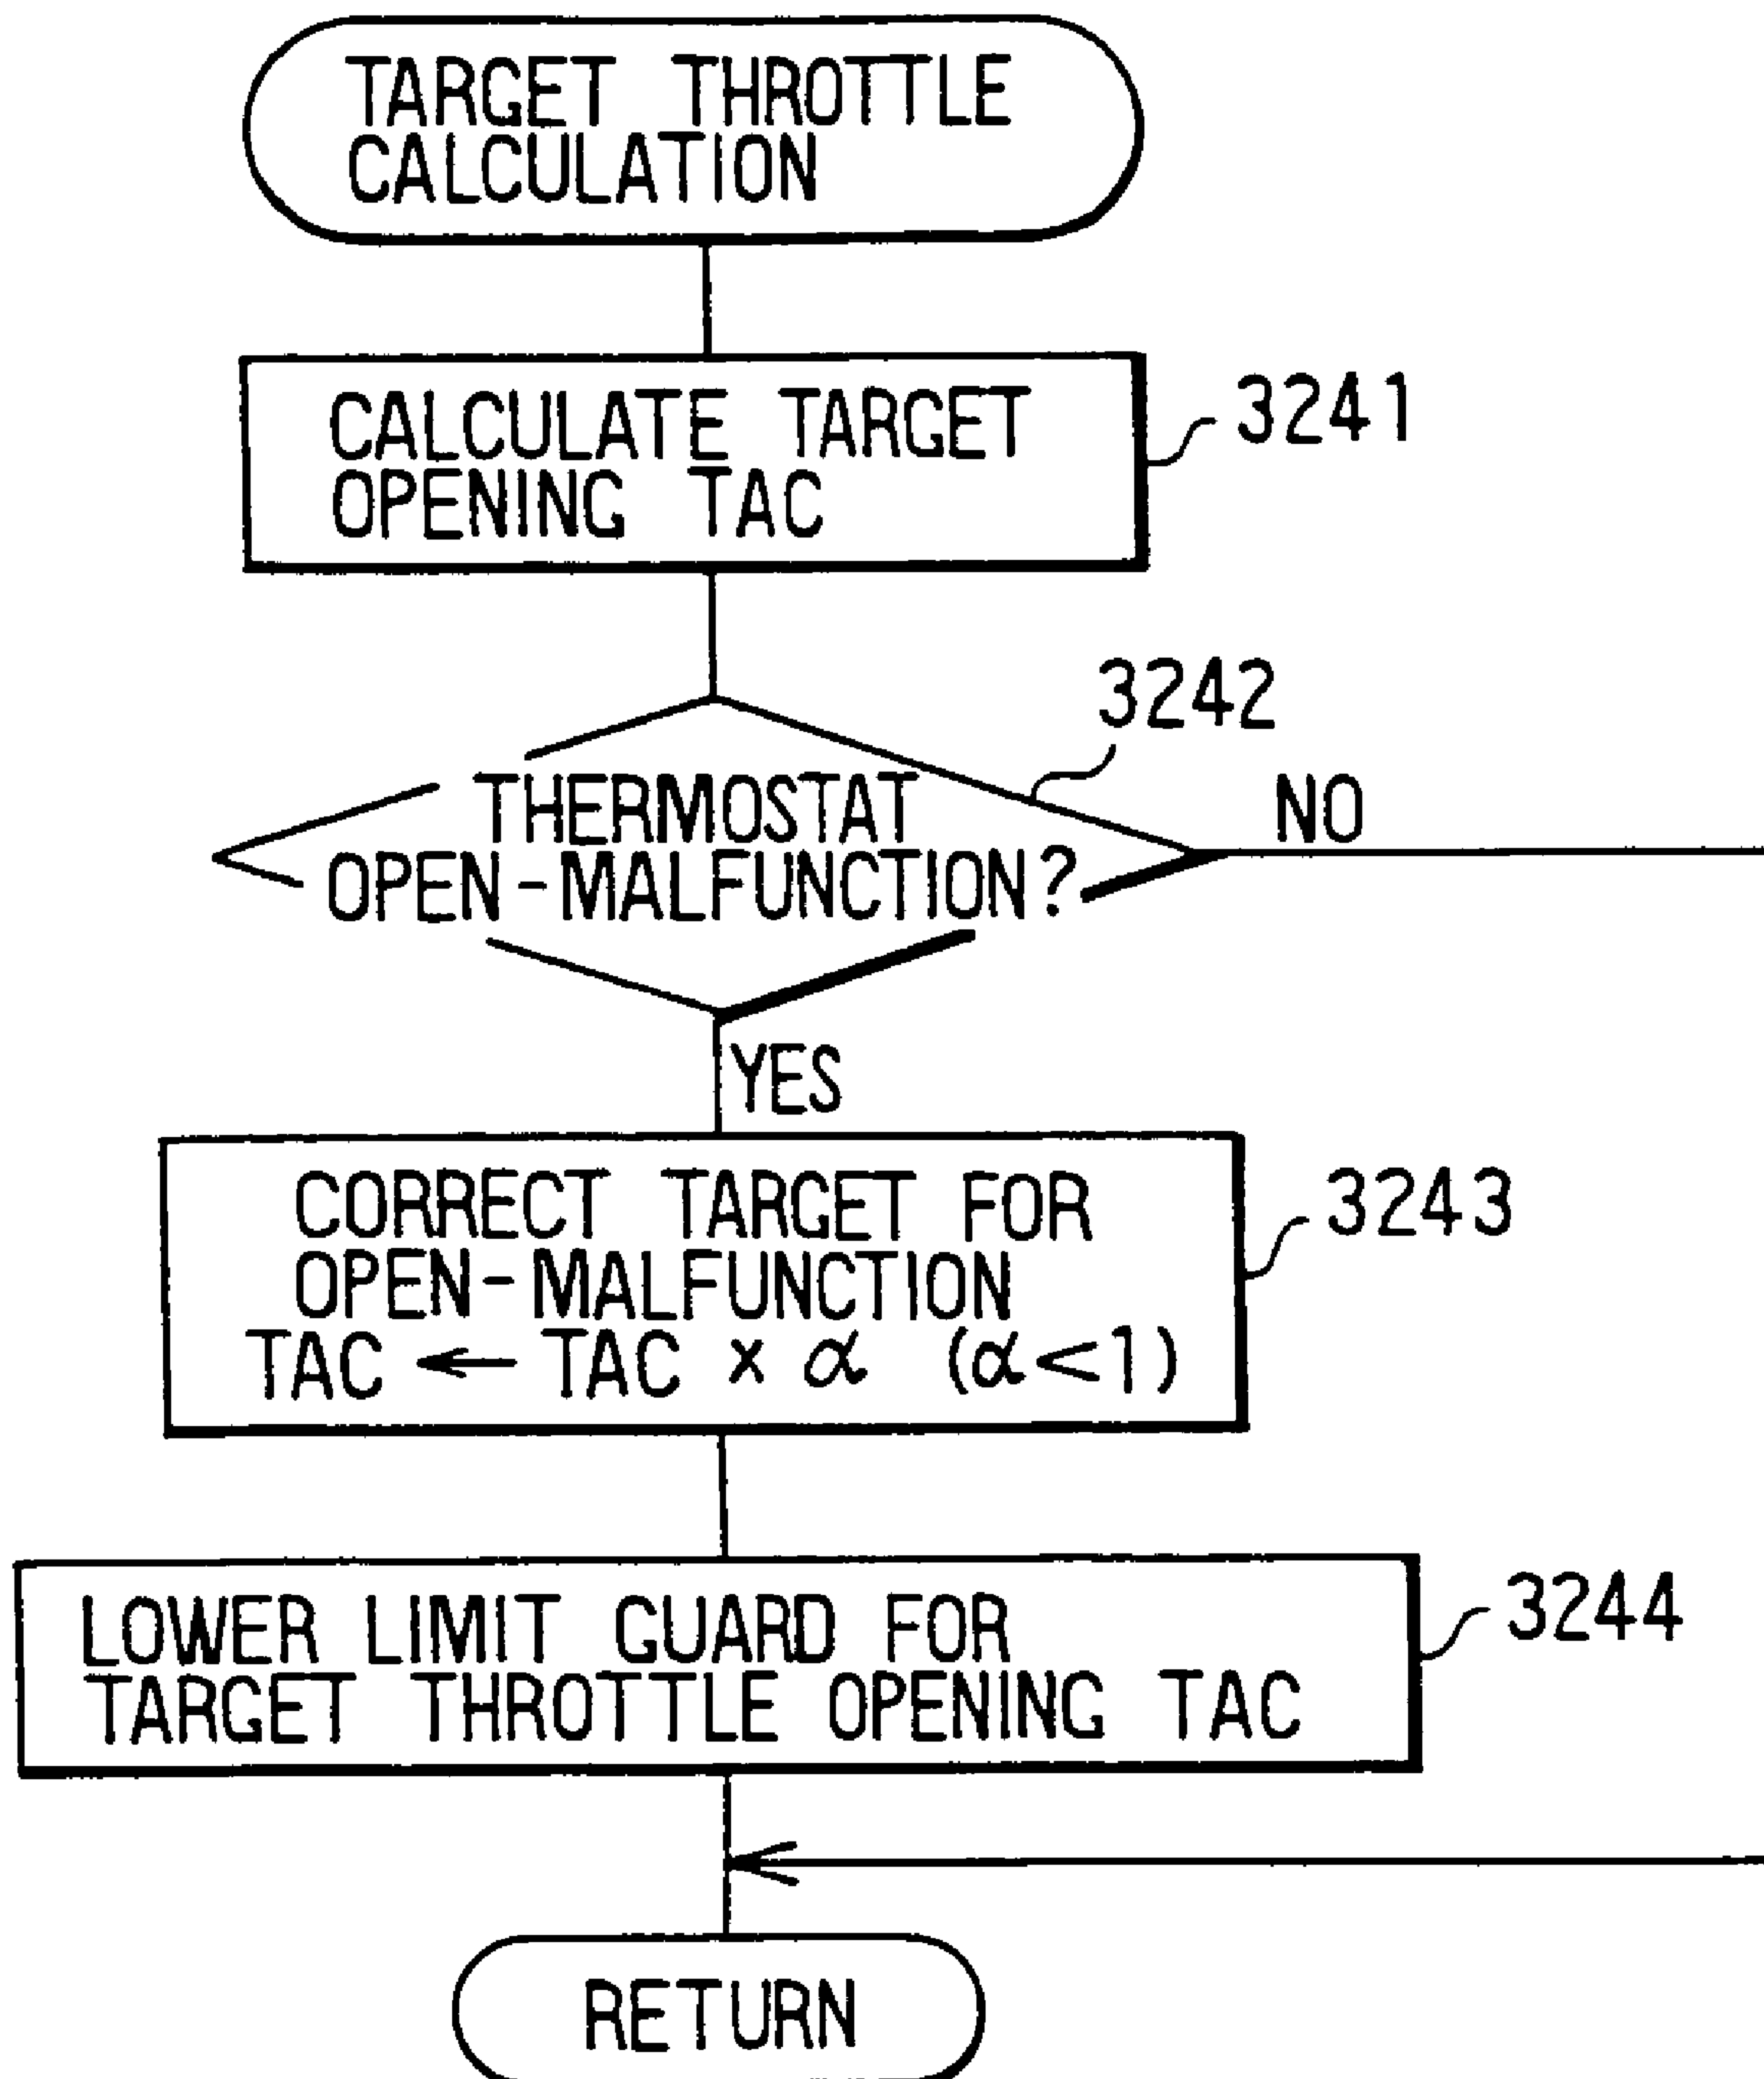 TARGET THROTTLE
CALCULATION
CALCULATE TARGET
OPENING TAC
3241
3242
THERMOSTAT
OPEN-MALFUNCTION?
NO
YES
CORRECT TARGET FOR
OPEN-MALFUNCTION
TAC ← TAC × α (α<1)
3243
LOWER LIMIT GUARD FOR
TARGET THROTTLE OPENING TAC
3244
RETURN